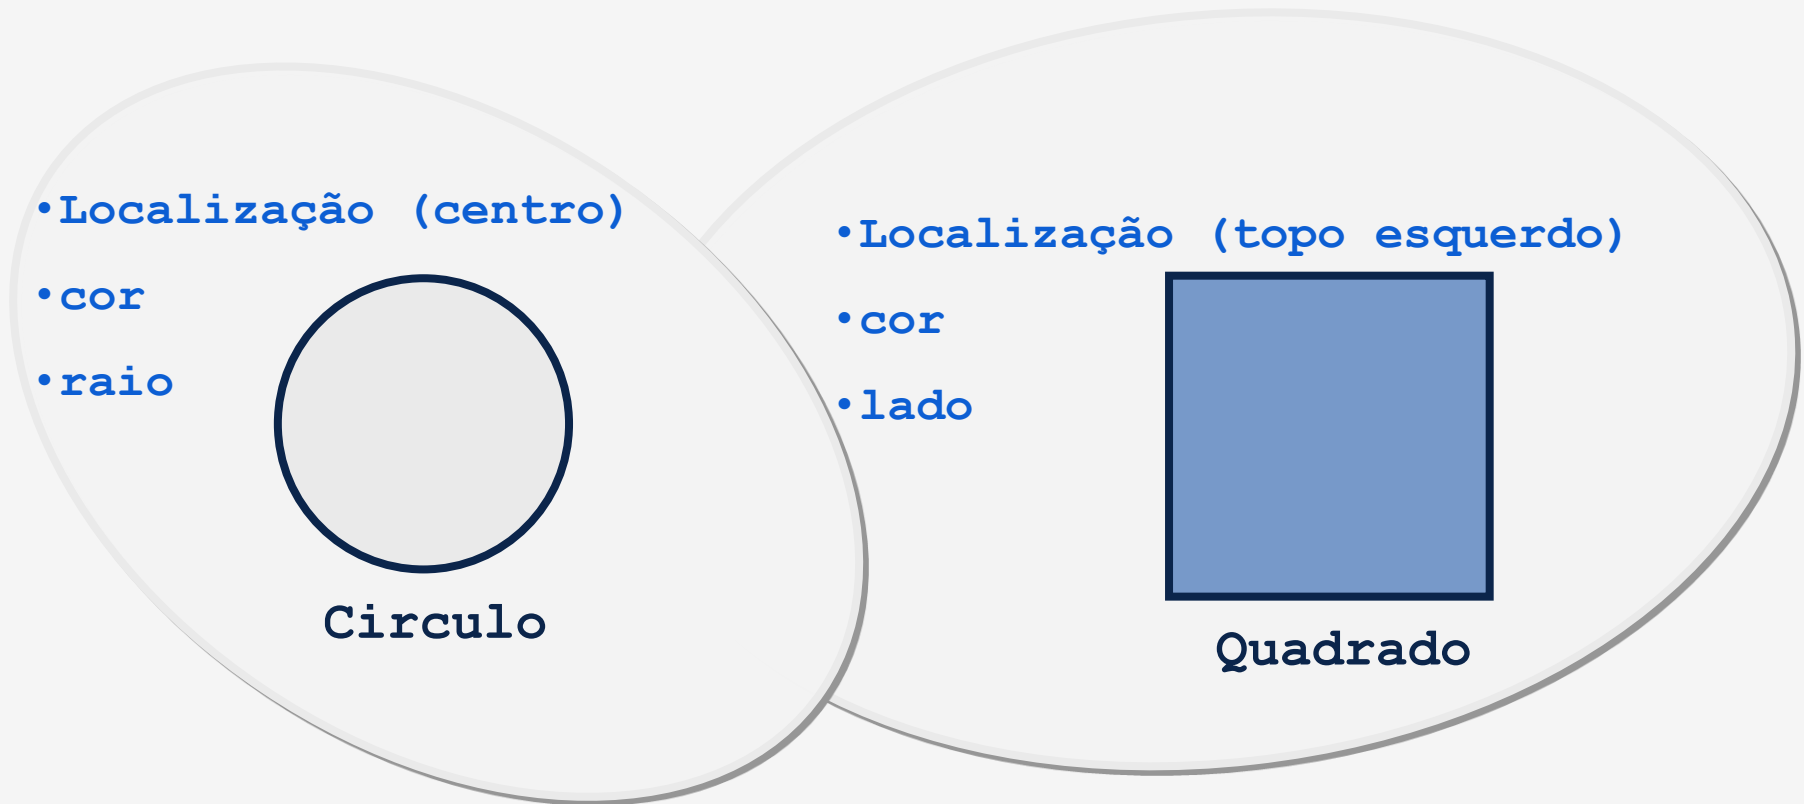 •Localização (centro)
•cor
•raio
Circulo
•Localização (topo esquerdo)
•cor
•lado
Quadrado